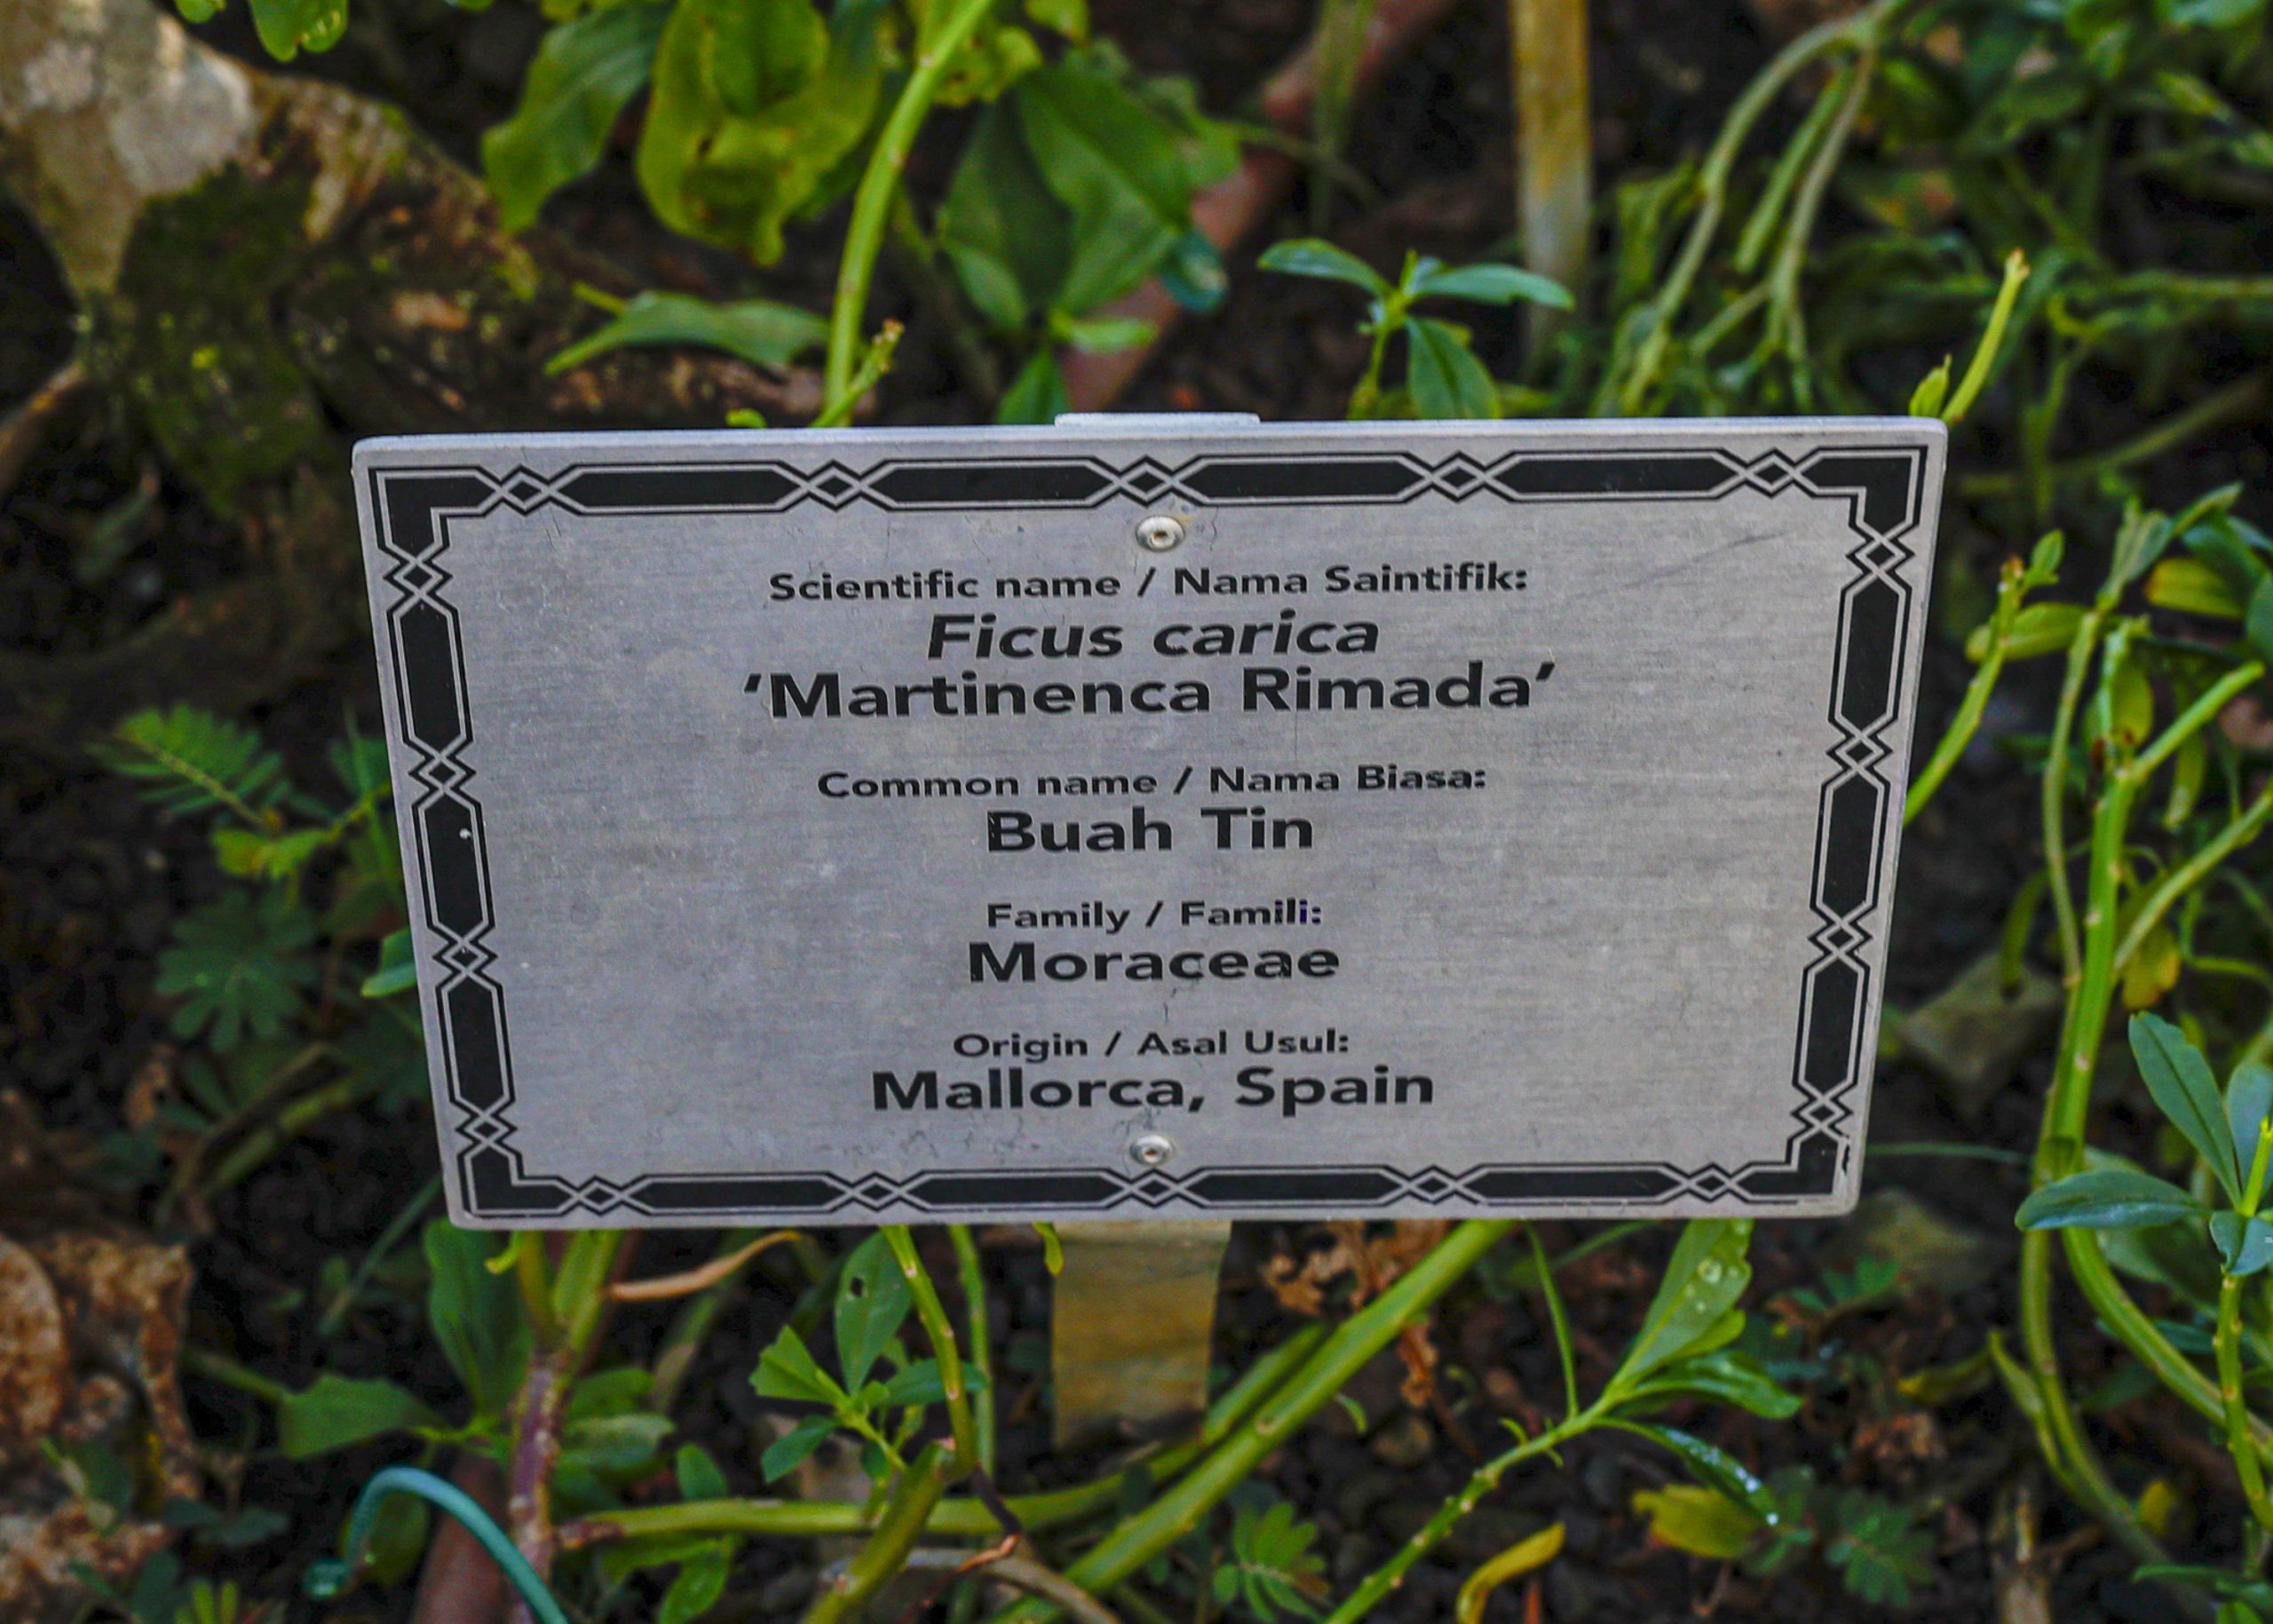 Scientific name / Nama Saintifik:
Ficus carica
‘Martinenca Rimada’
Common name / Nama Biasa:
Buah Tin
Family / Famili:
Moraceae
Origin / Asal Usul:
Mallorca, Spain